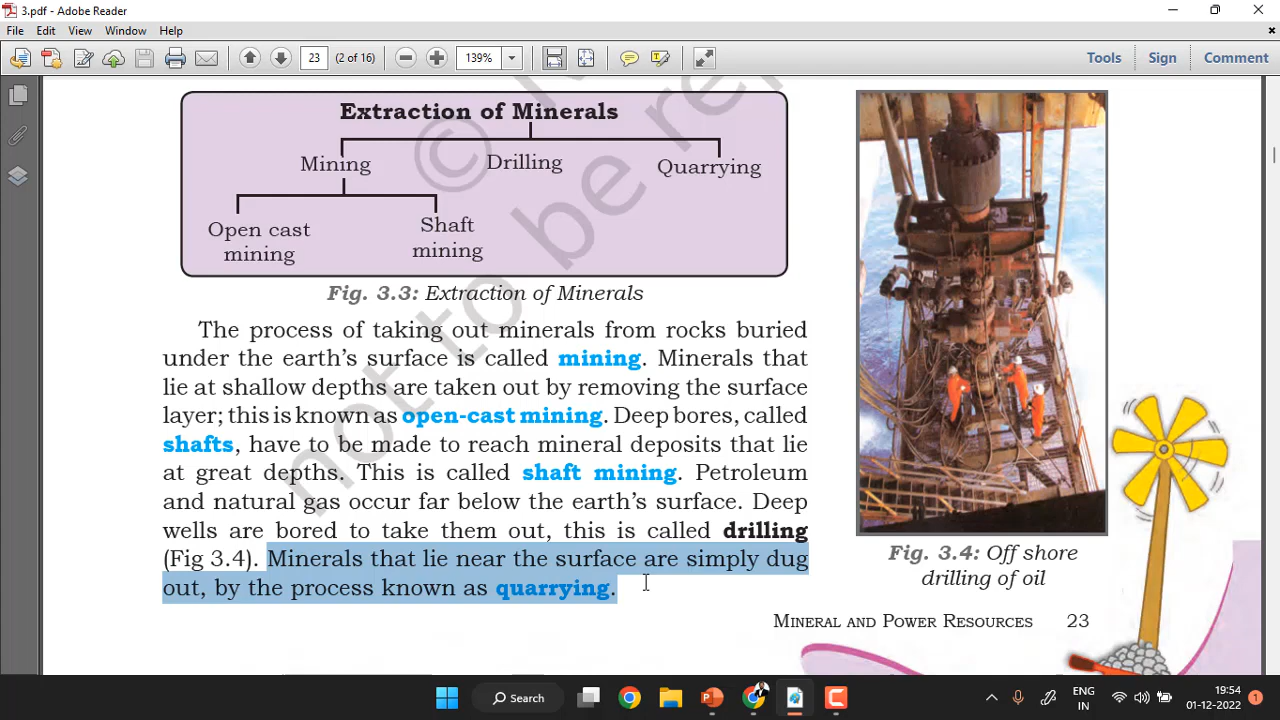 3.pdf - Adobe Reader
File Edit View Window Help
23 (2 of 16) 139% Tools Sign Comment
Extraction of Minerals
Mining Drilling Quarrying
Open cast mining
Shaft mining
Fig. 3.3: Extraction of Minerals
The process of taking out minerals from rocks buried
under the earth's surface is called mining. Minerals that
lie at shallow depths are taken out by removing the surface
layer; this is known as open-cast mining. Deep bores, called
shafts, have to be made to reach mineral deposits that lie
at great depths. This is called shaft mining. Petroleum
and natural gas occur far below the earth's surface. Deep
wells are bored to take them out, this is called drilling
(Fig 3.4). Minerals that lie near the surface are simply dug
out, by the process known as quarrying.
Fig. 3.4: Off shore
drilling of oil
MINERAL AND POWER RESOURCES 23
not to be re
©
Search
ENG
IN
19:54
01-12-2022
1